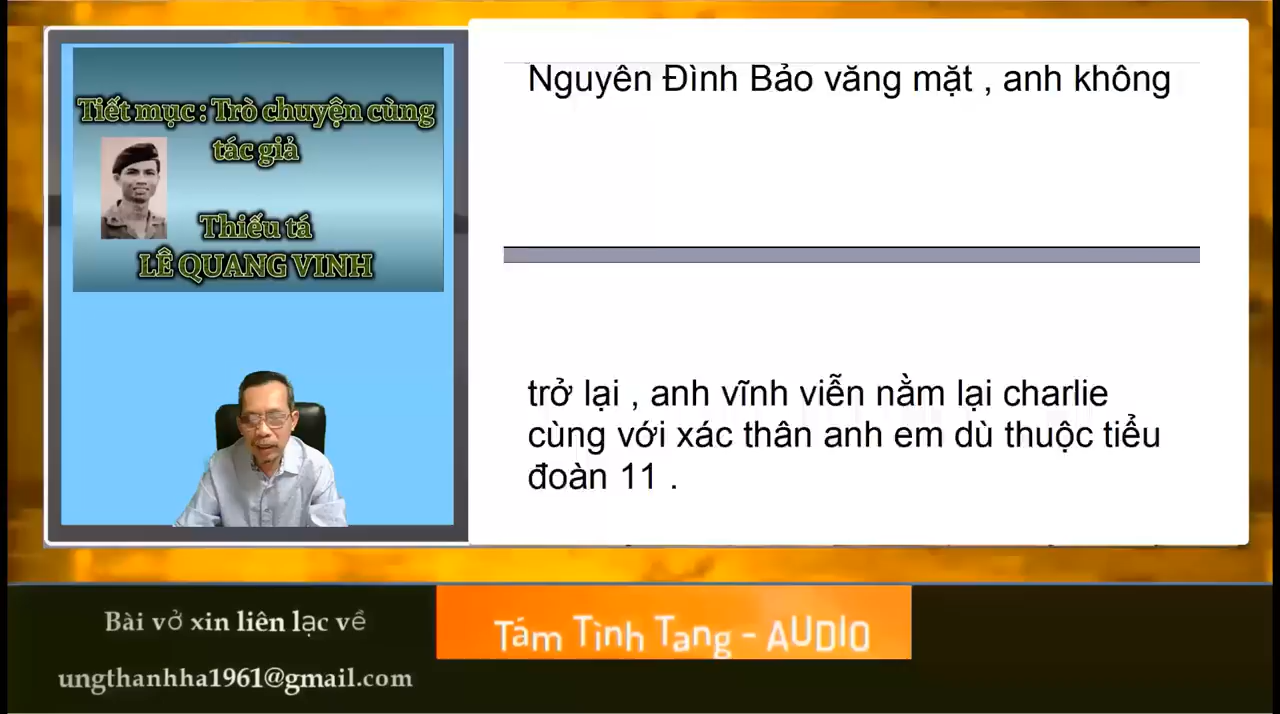 Tiết mục : Trò chuyện cùng
tác giả
Thiếu tá
LÊ QUANG VINH
Nguyên Đình Bảo văng mặt , anh không
trở lại , anh vĩnh viễn nằm lại charlie
cùng với xác thân anh em dù thuộc tiểu
đoàn 11 .
Bài vở xin liên lạc về
ungthanhha1961@gmail.com
Tám Tình Tang - AUDIO